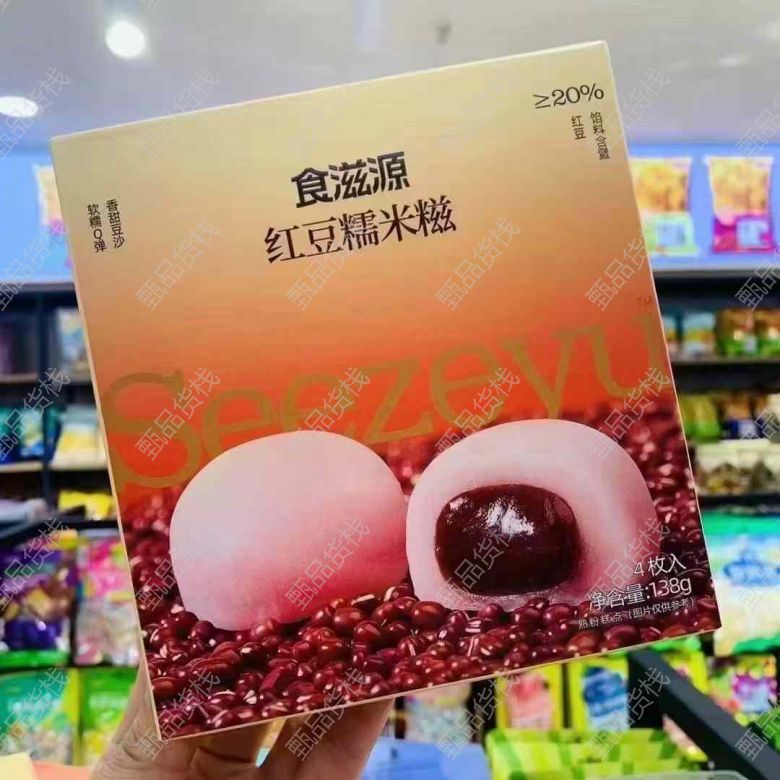 ≥20%
馅料含量
红豆
食滋源
红豆糯米糍
香甜豆沙
软糯Q弹
Seezeyu™
4枚入
净含量:138g
熟粉糕点（图片仅供参考）
甄品货栈